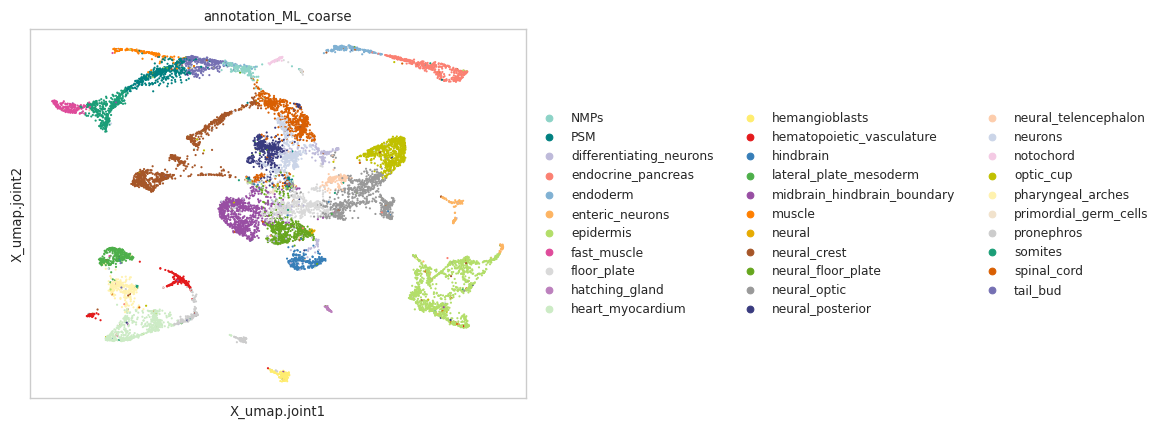 annotation_ML_coarse
X_umap.joint2
X_umap.joint1
NMPs
PSM
differentiating_neurons
endocrine_pancreas
endoderm
enteric_neurons
epidermis
fast_muscle
floor_plate
hatching_gland
heart_myocardium
hemangioblasts
hematopoietic_vasculature
hindbrain
lateral_plate_mesoderm
midbrain_hindbrain_boundary
muscle
neural
neural_crest
neural_floor_plate
neural_optic
neural_posterior
neural_telencephalon
neurons
notochord
optic_cup
pharyngeal_arches
primordial_germ_cells
pronephros
somites
spinal_cord
tail_bud